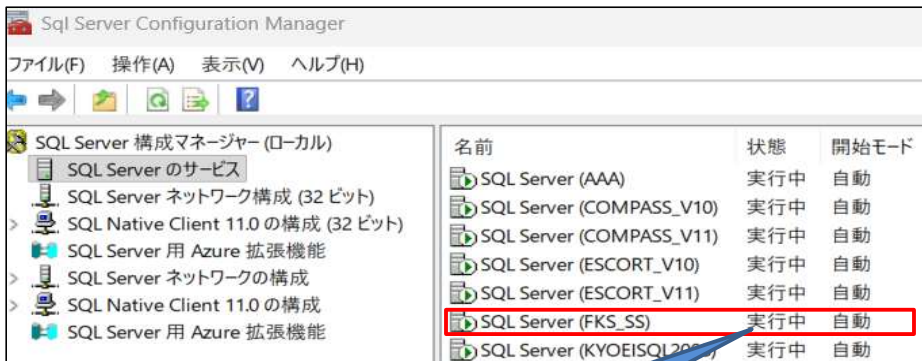 Sql Server Configuration Manager
ファイル(F) 操作(A) 表示(V) ヘルプ(H)
SQL Server 構成マネージャー (ローカル)
SQL Server のサービス
SQL Server ネットワーク構成 (32 ビット)
SQL Native Client 11.0 の構成 (32 ビット)
SQL Server 用 Azure 拡張機能
SQL Server ネットワークの構成
SQL Native Client 11.0 の構成
SQL Server 用 Azure 拡張機能
名前 状態 開始モード
SQL Server (AAA) 実行中 自動
SQL Server (COMPASS_V10) 実行中 自動
SQL Server (COMPASS_V11) 実行中 自動
SQL Server (ESCORT_V10) 実行中 自動
SQL Server (ESCORT_V11) 実行中 自動
SQL Server (FKS_SS) 実行中 自動
SQL Server 実行中 自動